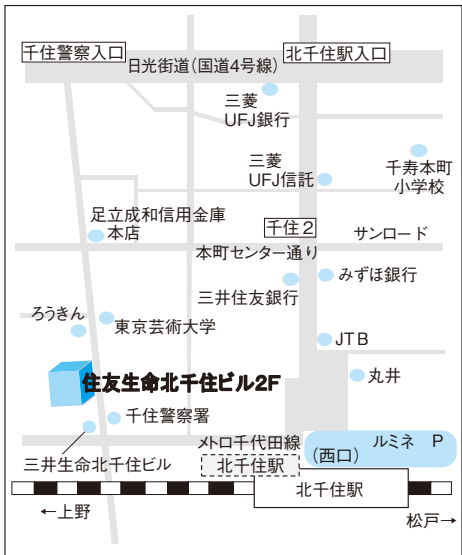 千住警察入口
日光街道(国道4号線)
北千住駅入口
三菱
UFJ銀行
三菱
UFJ信託
千寿本町
小学校
足立成和信用金庫
本店
千住2
サンロード
本町センター通り
みずほ銀行
三井住友銀行
ろうきん
東京芸術大学
JTB
住友生命北千住ビル2F
丸井
千住警察署
メトロ千代田線
ルミネ P
(西口)
三井生命北千住ビル
北千住駅
北千住駅
←上野
松戸→